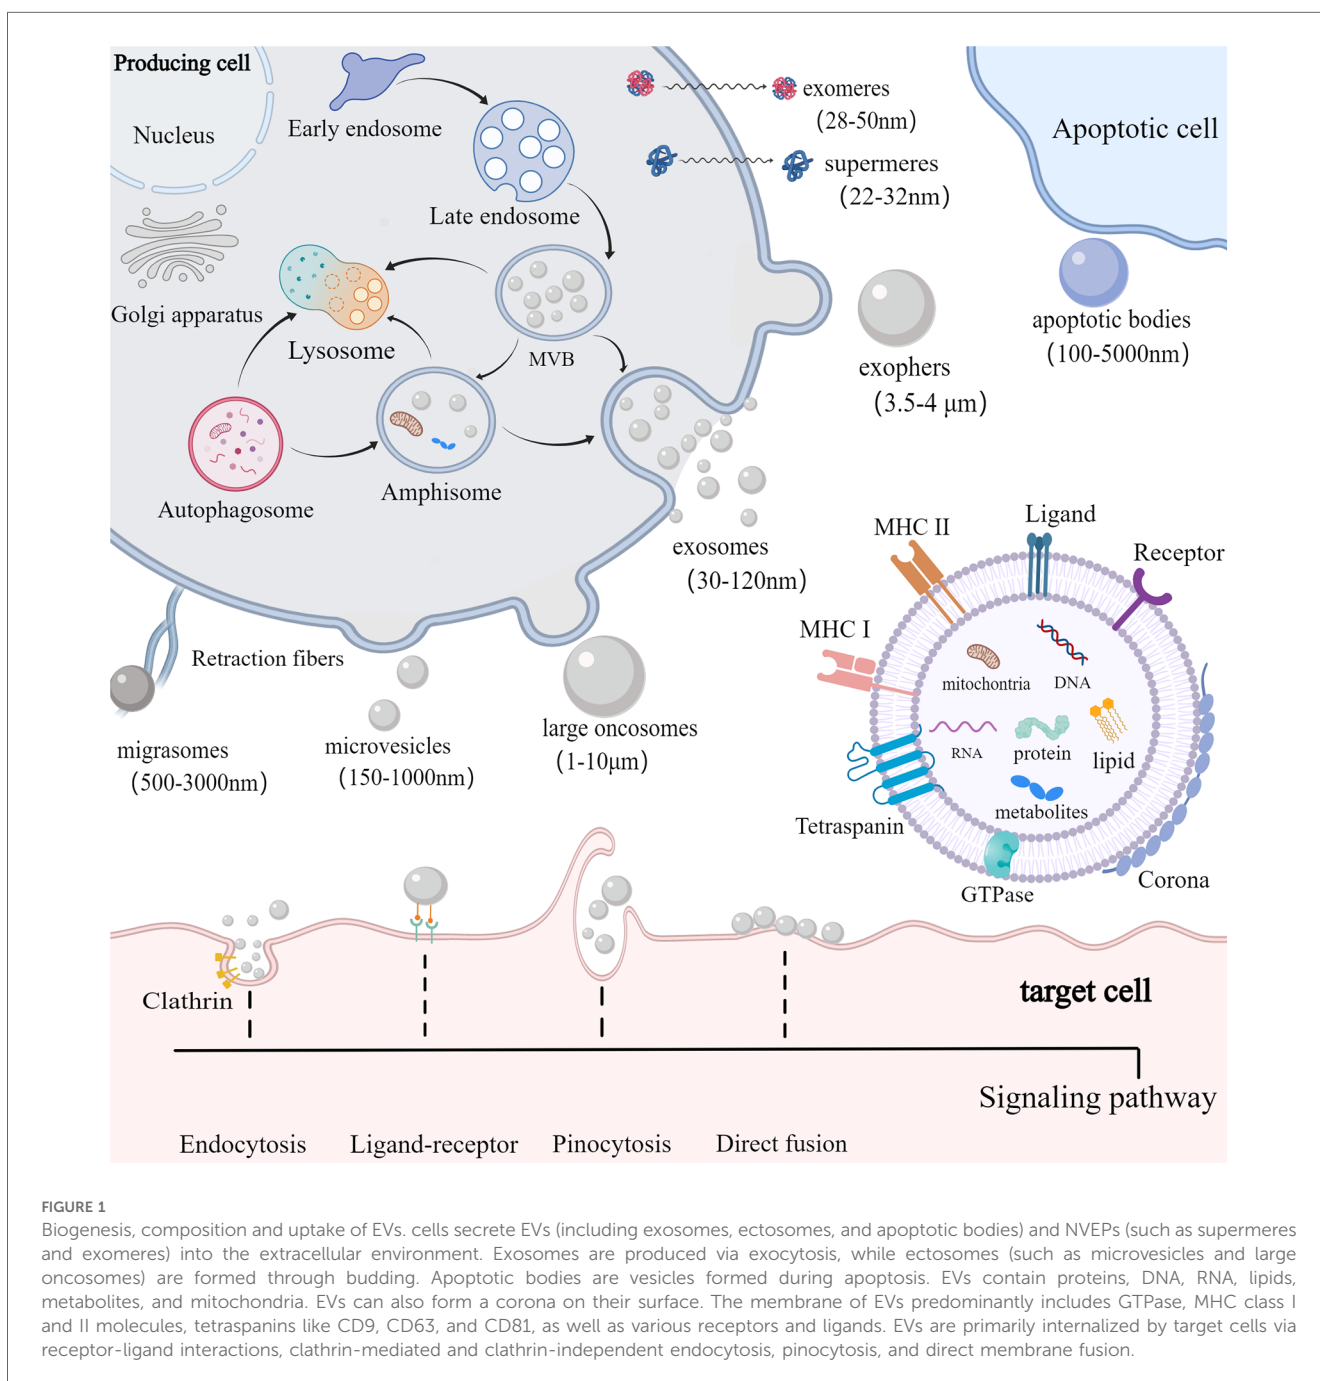 Producing cell
Nucleus
Early endosome
Late endosome
Golgi apparatus
Lysosome
MVB
Autophagosome
Amphisome
exomeres
(28-50nm)
supermeres
(22-32nm)
Apoptotic cell
apoptotic bodies
(100-5000nm)
exophers
(3.5-4 μm)
exosomes
(30-120nm)
Retraction fibers
migrasomes
(500-3000nm)
microvesicles
(150-1000nm)
large oncosomes
(1-10μm)
MHC II
Ligand
Receptor
MHC I
mitochontria
DNA
RNA
protein
lipid
metabolites
Tetraspanin
GTPase
Corona
Clathrin
target cell
Signaling pathway
Endocytosis
Ligand-receptor
Pinocytosis
Direct fusion
FIGURE 1
Biogenesis, composition and uptake of EVs. cells secrete EVs (including exosomes, ectosomes, and apoptotic bodies) and NVEPs (such as supermeres
and exomeres) into the extracellular environment. Exosomes are produced via exocytosis, while ectosomes (such as microvesicles and large
oncosomes) are formed through budding. Apoptotic bodies are vesicles formed during apoptosis. EVs contain proteins, DNA, RNA, lipids,
metabolites, and mitochondria. EVs can also form a corona on their surface. The membrane of EVs predominantly includes GTPase, MHC class I
and II molecules, tetraspanins like CD9, CD63, and CD81, as well as various receptors and ligands. EVs are primarily internalized by target cells via
receptor-ligand interactions, clathrin-mediated and clathrin-independent endocytosis, pinocytosis, and direct membrane fusion.